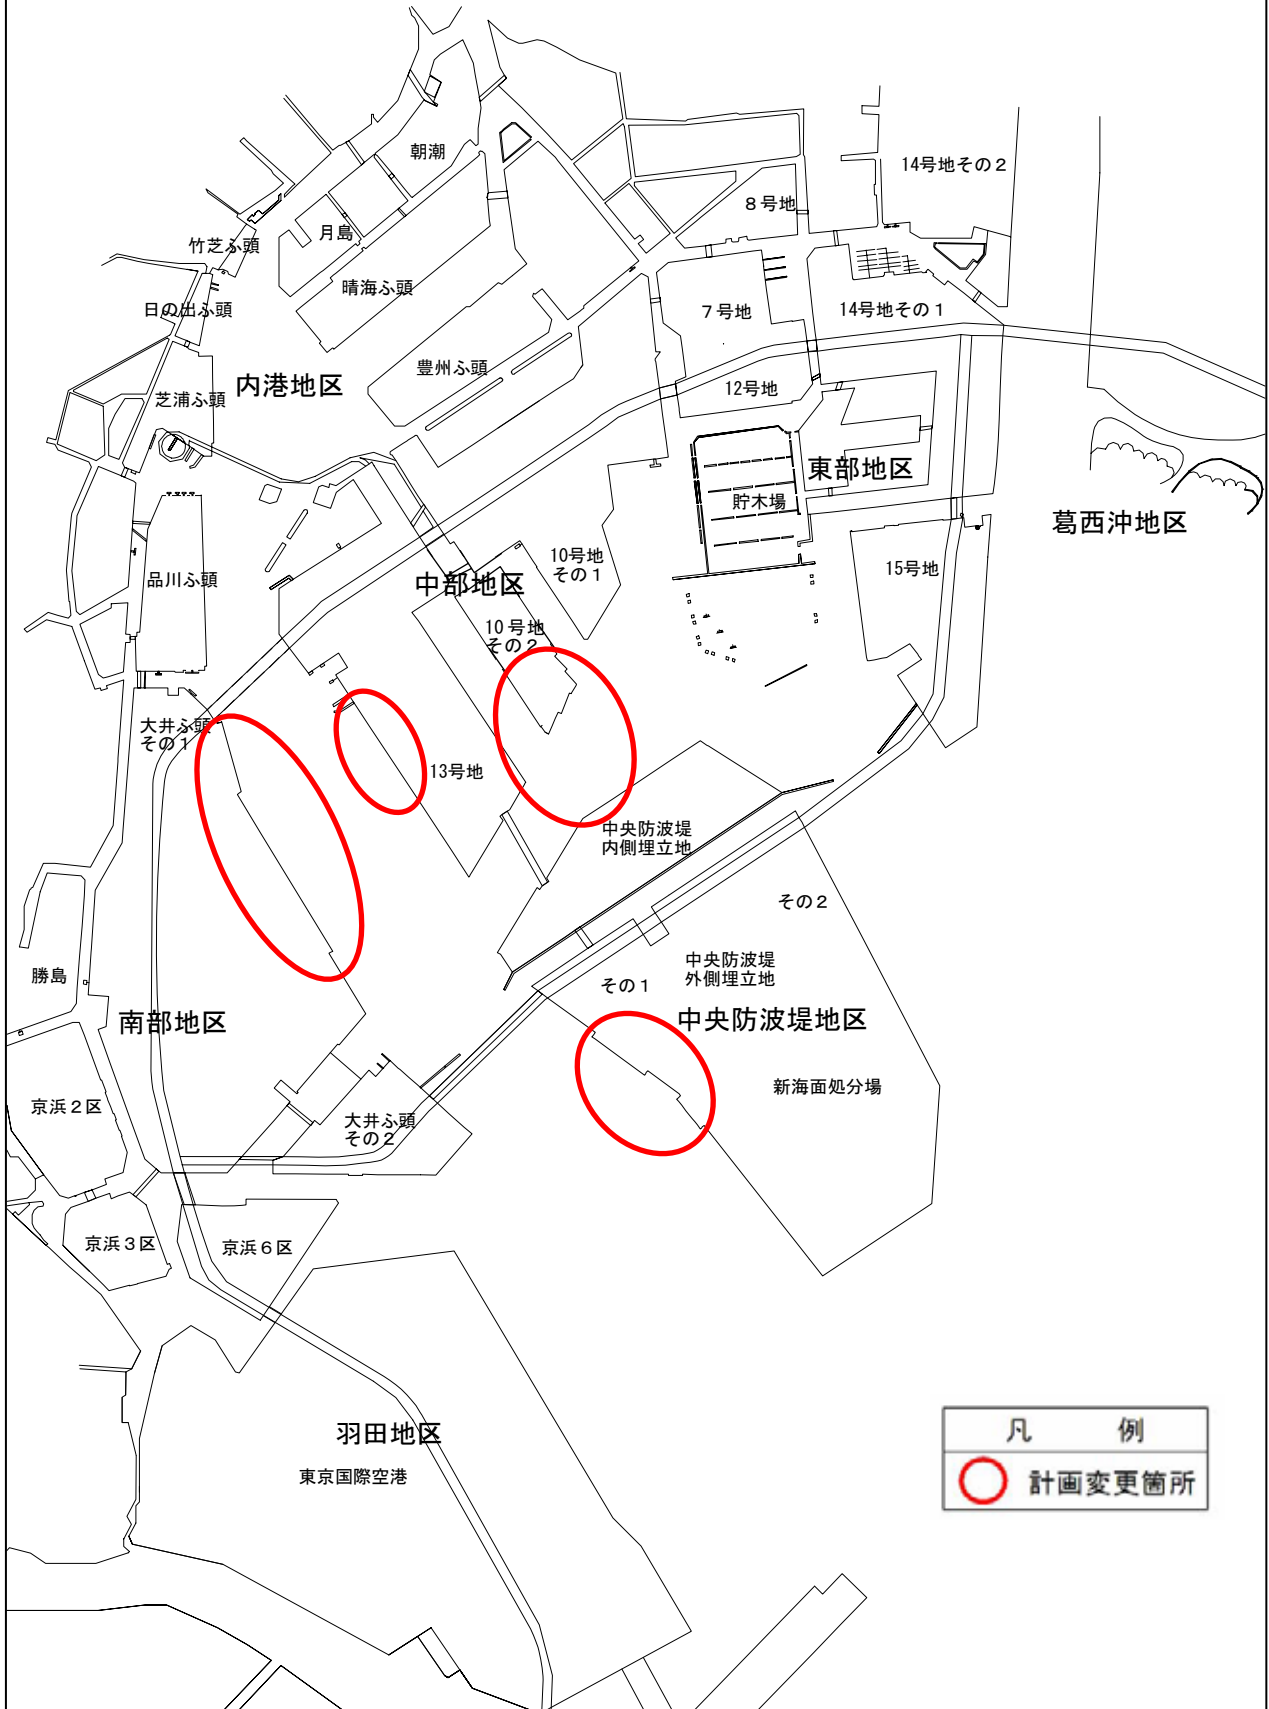 朝潮
14号地その２
８号地
月島
竹芝ふ頭
晴海ふ頭
日の出ふ頭
７号地
14号地その１
豊州ふ頭
内港地区
12号地
芝浦ふ頭
東部地区
貯木場
葛西沖地区
10号地
その１
15号地
品川ふ頭
中部地区
10号地
その２
大井ふ頭
その１
13号地
中央防波堤
内側埋立地
その２
中央防波堤
外側埋立地
その１
勝島
南部地区
中央防波堤地区
新海面処分場
京浜２区
大井ふ頭
その２
京浜３区
京浜６区
羽田地区
東京国際空港
凡　例
計画変更箇所